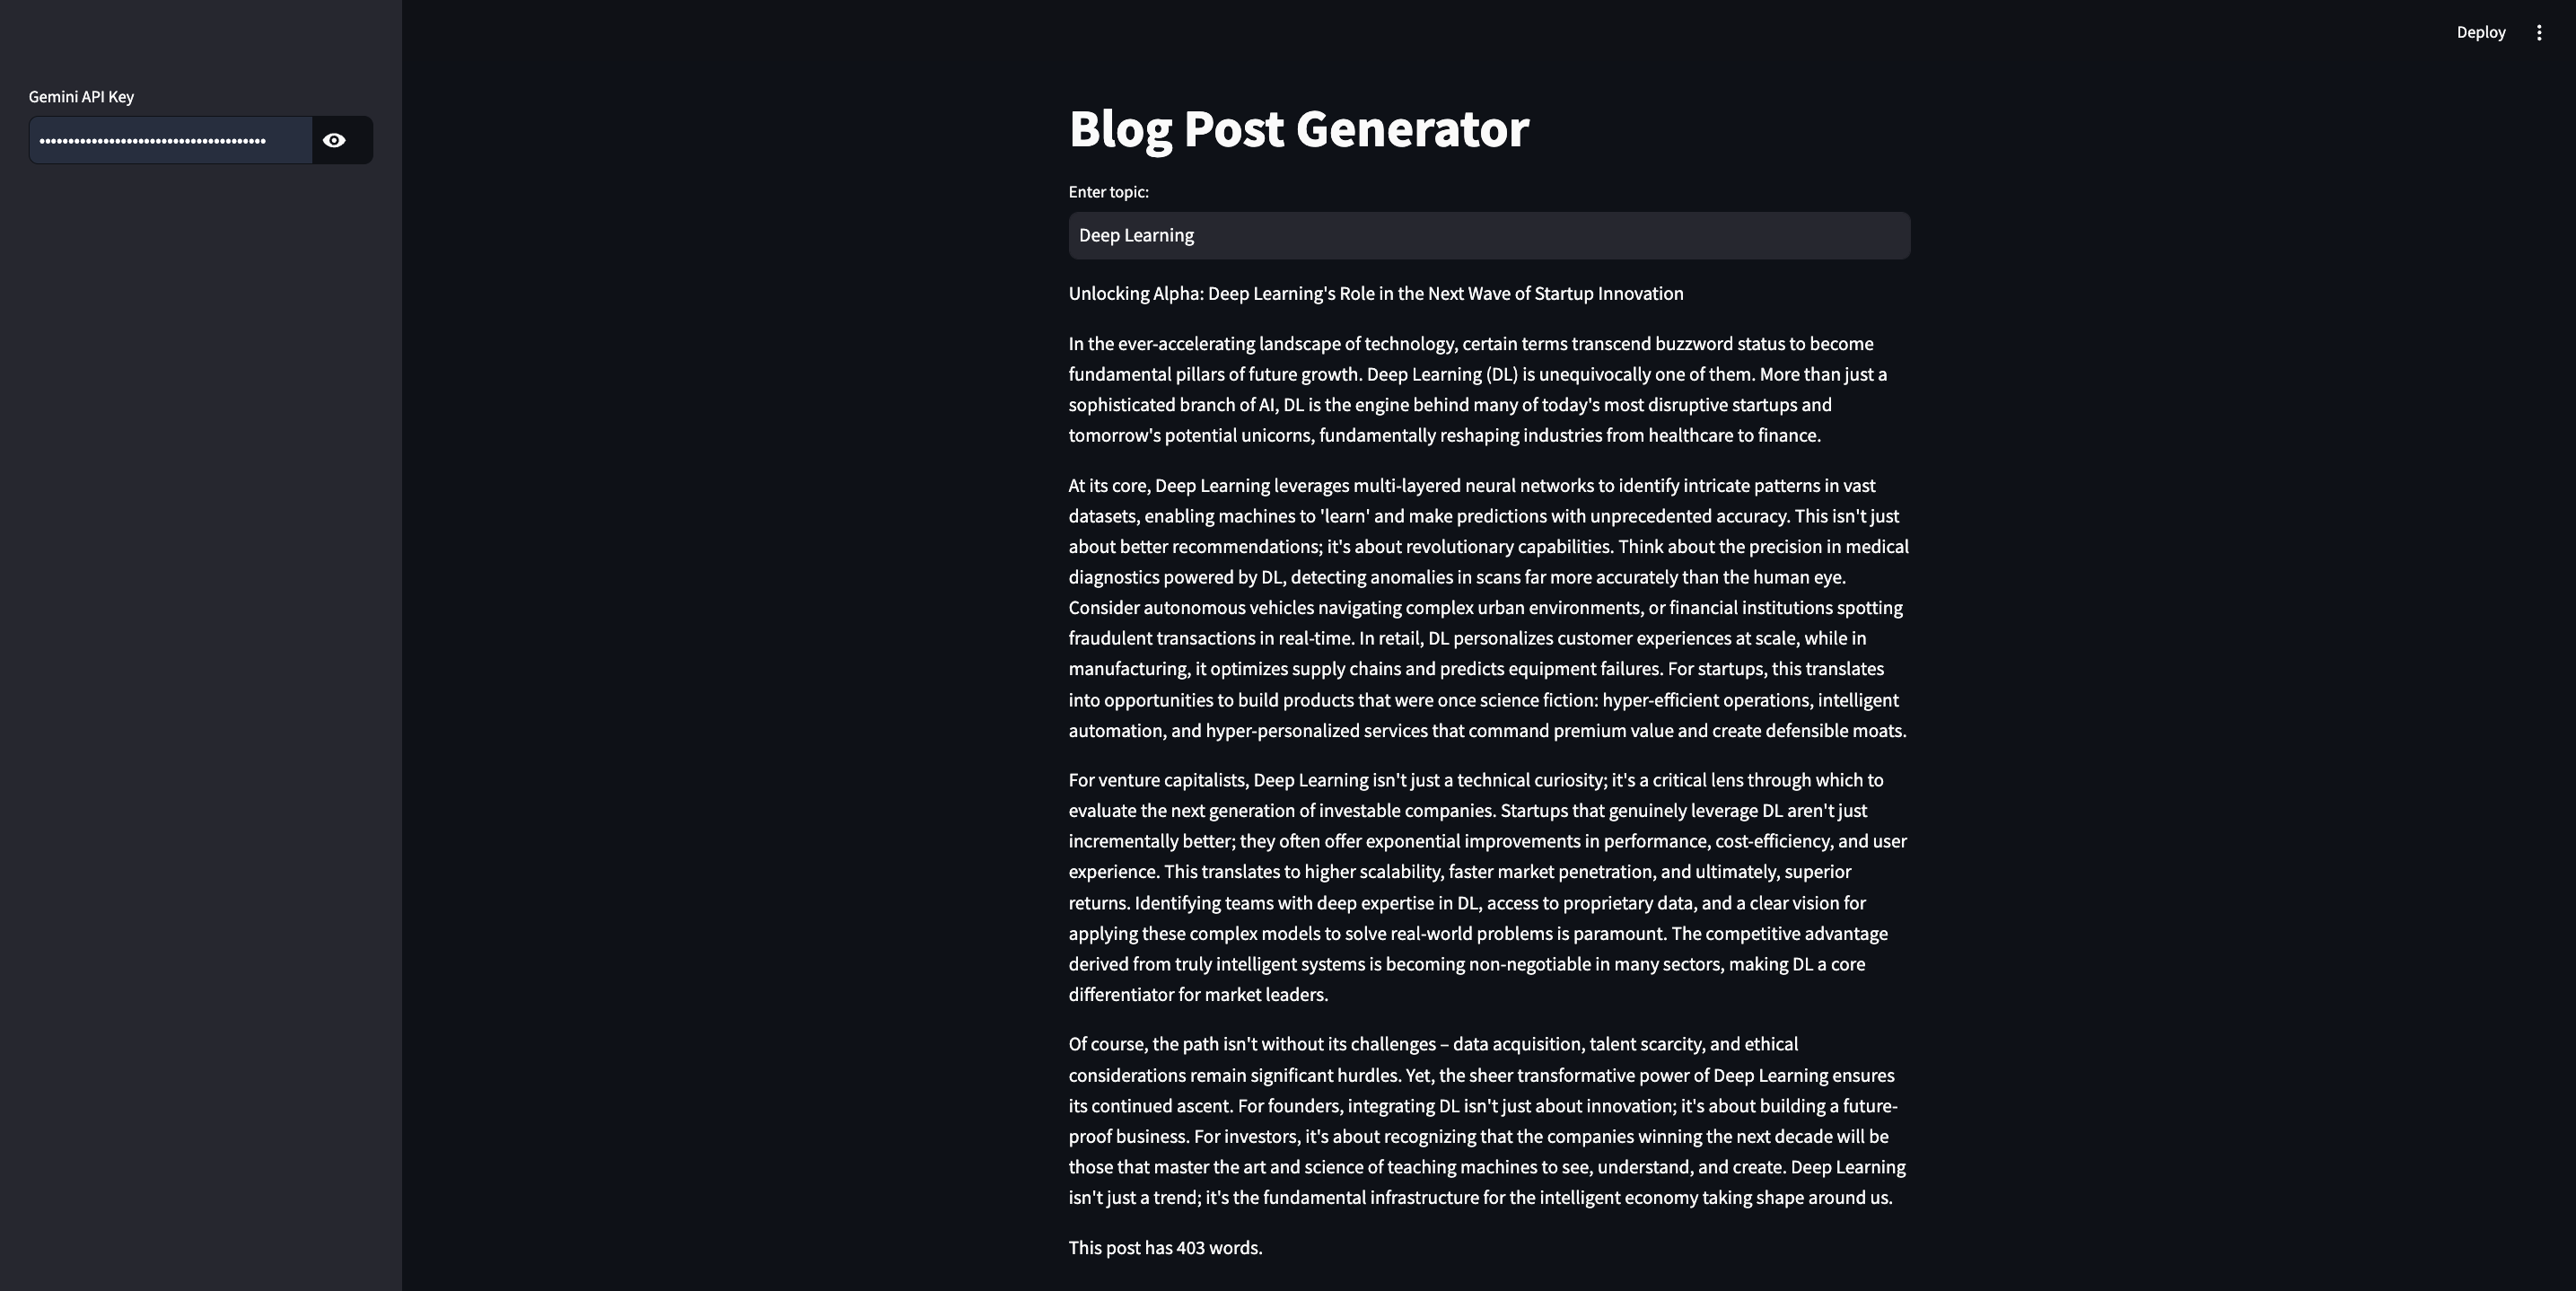 Deploy
Gemini API Key
Blog Post Generator
Enter topic:
Deep Learning
Unlocking Alpha: Deep Learning's Role in the Next Wave of Startup Innovation
In the ever-accelerating landscape of technology, certain terms transcend buzzword status to become
fundamental pillars of future growth. Deep Learning (DL) is unequivocally one of them. More than just a
sophisticated branch of AI, DL is the engine behind many of today's most disruptive startups and
tomorrow's potential unicorns, fundamentally reshaping industries from healthcare to finance.
At its core, Deep Learning leverages multi-layered neural networks to identify intricate patterns in vast
datasets, enabling machines to 'learn' and make predictions with unprecedented accuracy. This isn't just
about better recommendations; it's about revolutionary capabilities. Think about the precision in medical
diagnostics powered by DL, detecting anomalies in scans far more accurately than the human eye.
Consider autonomous vehicles navigating complex urban environments, or financial institutions spotting
fraudulent transactions in real-time. In retail, DL personalizes customer experiences at scale, while in
manufacturing, it optimizes supply chains and predicts equipment failures. For startups, this translates
into opportunities to build products that were once science fiction: hyper-efficient operations, intelligent
automation, and hyper-personalized services that command premium value and create defensible moats.
For venture capitalists, Deep Learning isn't just a technical curiosity; it's a critical lens through which to
evaluate the next generation of investable companies. Startups that genuinely leverage DL aren't just
incrementally better; they often offer exponential improvements in performance, cost-efficiency, and user
experience. This translates to higher scalability, faster market penetration, and ultimately, superior
returns. Identifying teams with deep expertise in DL, access to proprietary data, and a clear vision for
applying these complex models to solve real-world problems is paramount. The competitive advantage
derived from truly intelligent systems is becoming non-negotiable in many sectors, making DL a core
differentiator for market leaders.
Of course, the path isn't without its challenges – data acquisition, talent scarcity, and ethical
considerations remain significant hurdles. Yet, the sheer transformative power of Deep Learning ensures
its continued ascent. For founders, integrating DL isn't just about innovation; it's about building a future-
proof business. For investors, it's about recognizing that the companies winning the next decade will be
those that master the art and science of teaching machines to see, understand, and create. Deep Learning
isn't just a trend; it's the fundamental infrastructure for the intelligent economy taking shape around us.
This post has 403 words.